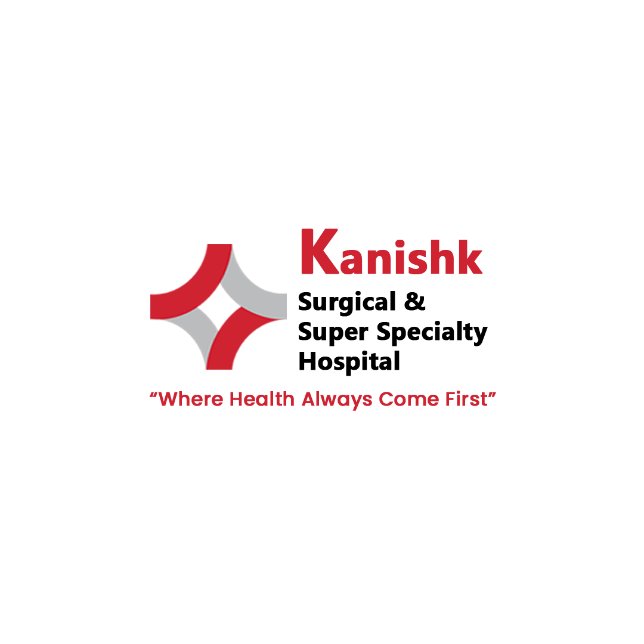 Kanishk
Surgical &
Super Specialty
Hospital
“Where Health Always Come First”